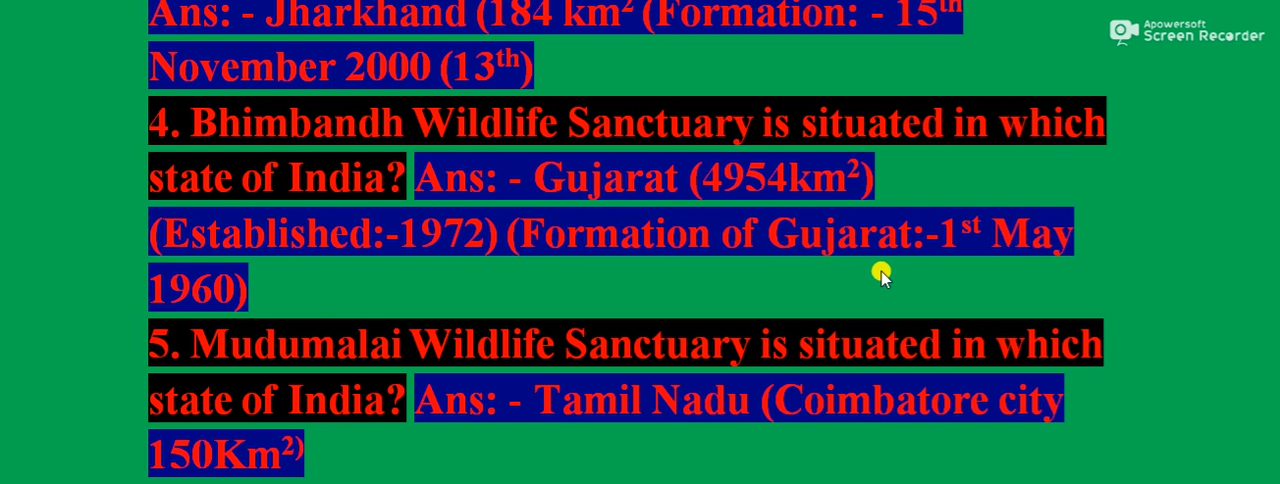 Ans: - Jharkhand (184 km² (Formation: - 15th
Apowersoft
Screen Recorder
November 2000 (13th)
4. Bhimbandh Wildlife Sanctuary is situated in which
state of India? Ans: - Gujarat (4954km²)
(Established:-1972) (Formation of Gujarat:-1st May
1960)
5. Mudumalai Wildlife Sanctuary is situated in which
state of India? Ans: - Tamil Nadu (Coimbatore city
150Km²⁾